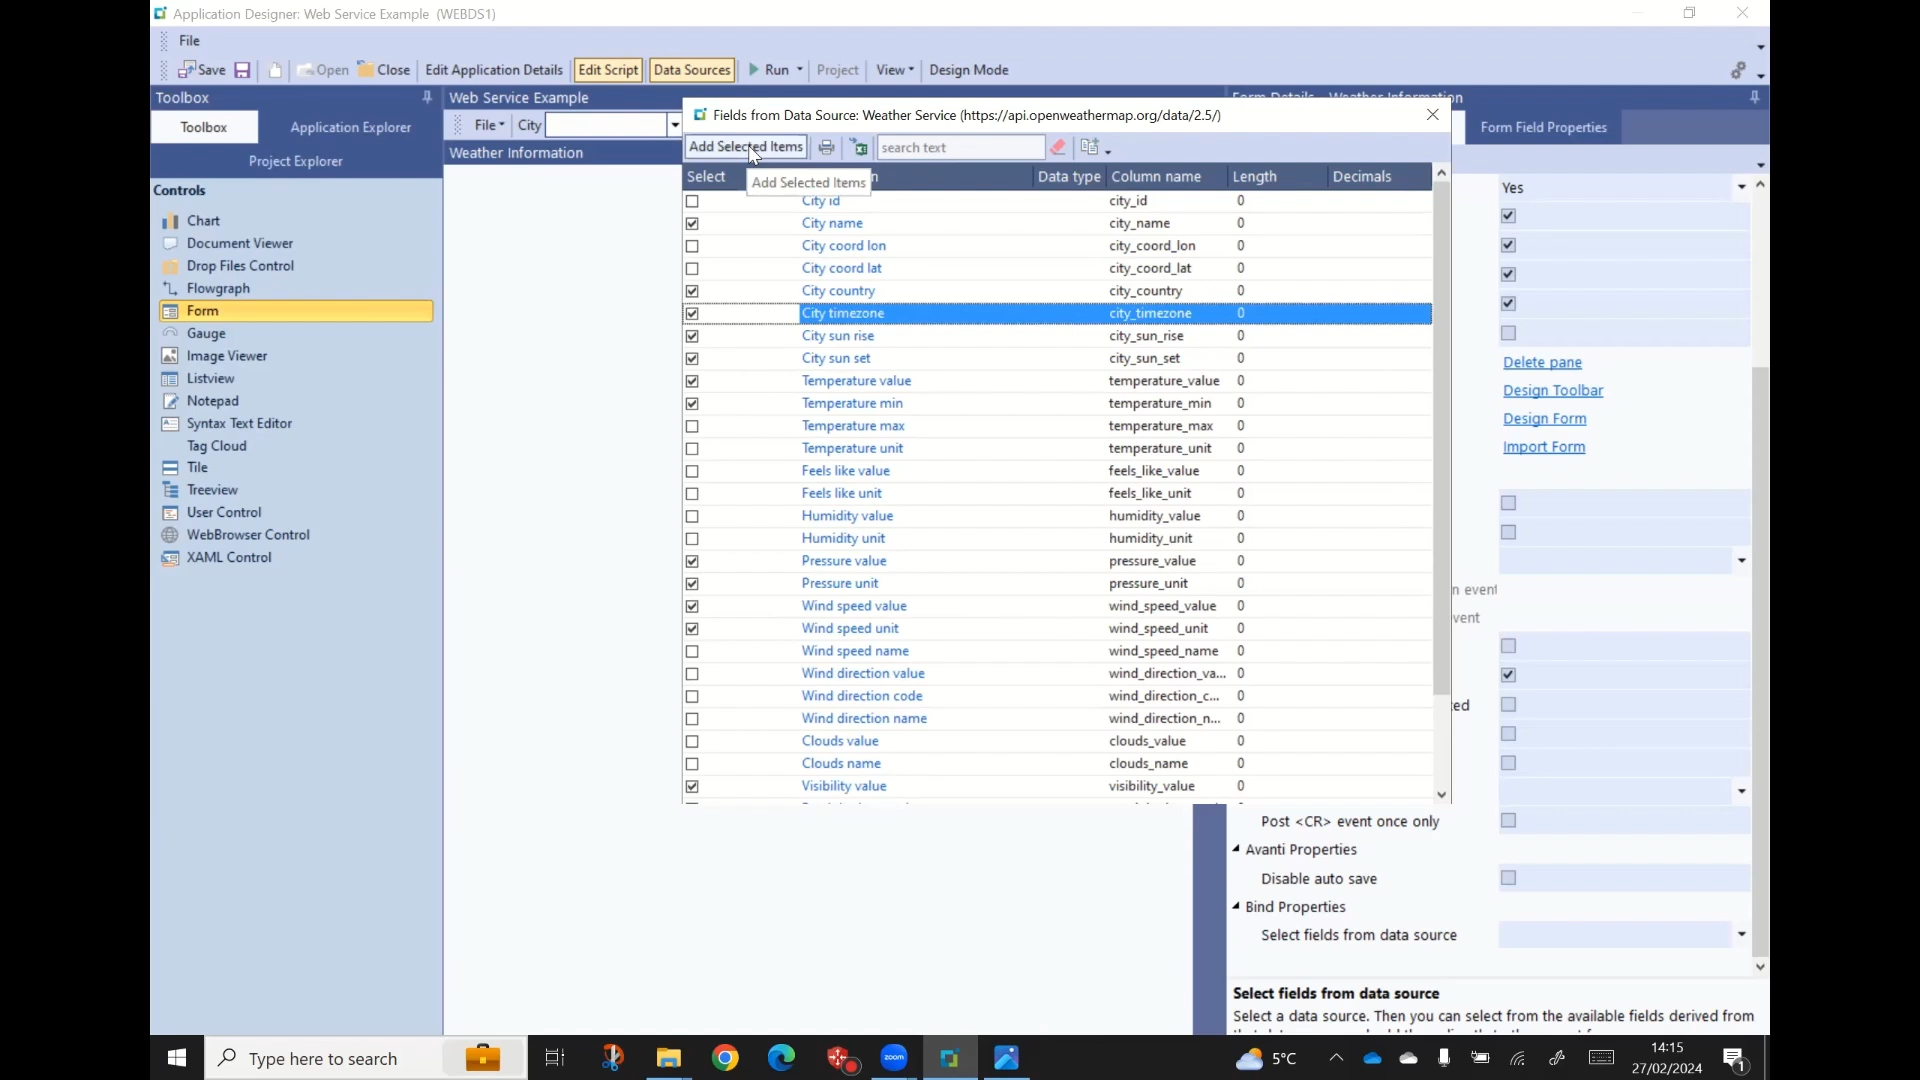 Application Designer: Web Service Example (WEBDS1)
File
Save Open Close Edit Application Details Edit Script Data Sources Run Project View Design Mode
Toolbox
Toolbox Application Explorer
Project Explorer
Controls
Chart
Document Viewer
Drop Files Control
Flowgraph
Form
Gauge
Image Viewer
Listview
Notepad
Syntax Text Editor
Tag Cloud
Tile
Treeview
User Control
WebBrowser Control
XAML Control
Web Service Example
File City
Weather Information
Fields from Data Source: Weather Service (https://api.openweathermap.org/data/2.5/)
Add Selected Items search text
Select Data type Column name Length Decimals
Add Selected Items
City id city_id 0
City name city_name 0
City coord lon city_coord_lon 0
City coord lat city_coord_lat 0
City country city_country 0
City timezone city_timezone 0
City sun rise city_sun_rise 0
City sun set city_sun_set 0
Temperature value temperature_value 0
Temperature min temperature_min 0
Temperature max temperature_max 0
Temperature unit temperature_unit 0
Feels like value feels_like_value 0
Feels like unit feels_like_unit 0
Humidity value humidity_value 0
Humidity unit humidity_unit 0
Pressure value pressure_value 0
Pressure unit pressure_unit 0
Wind speed value wind_speed_value 0
Wind speed unit wind_speed_unit 0
Wind speed name wind_speed_name 0
Wind direction value wind_direction_va... 0
Wind direction code wind_direction_c... 0
Wind direction name wind_direction_n... 0
Clouds value clouds_value 0
Clouds name clouds_name 0
Visibility value visibility_value 0
Form Details - Weather Information
Form Field Properties
Yes
Delete pane
Design Toolbar
Design Form
Import Form
n event
vent
ed
Post <CR> event once only
Avanti Properties
Disable auto save
Bind Properties
Select fields from data source
Select fields from data source
Select a data source. Then you can select from the available fields derived from
Type here to search
zoom
5°C
14:15
27/02/2024
1